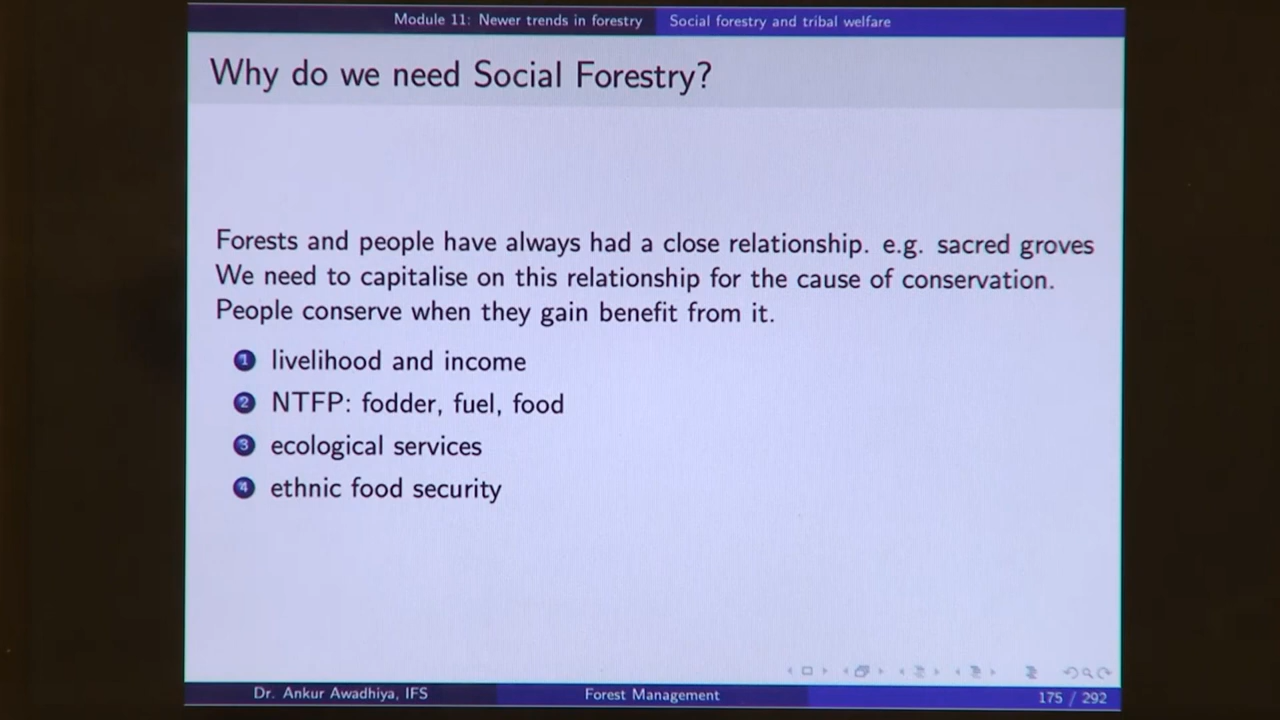 Module 11: Newer trends in forestry Social forestry and tribal welfare
Why do we need Social Forestry?
Forests and people have always had a close relationship. e.g. sacred groves
We need to capitalise on this relationship for the cause of conservation.
People conserve when they gain benefit from it.
1 livelihood and income
2 NTFP: fodder, fuel, food
3 ecological services
4 ethnic food security
Dr. Ankur Awadhiya, IFS Forest Management 175 / 292